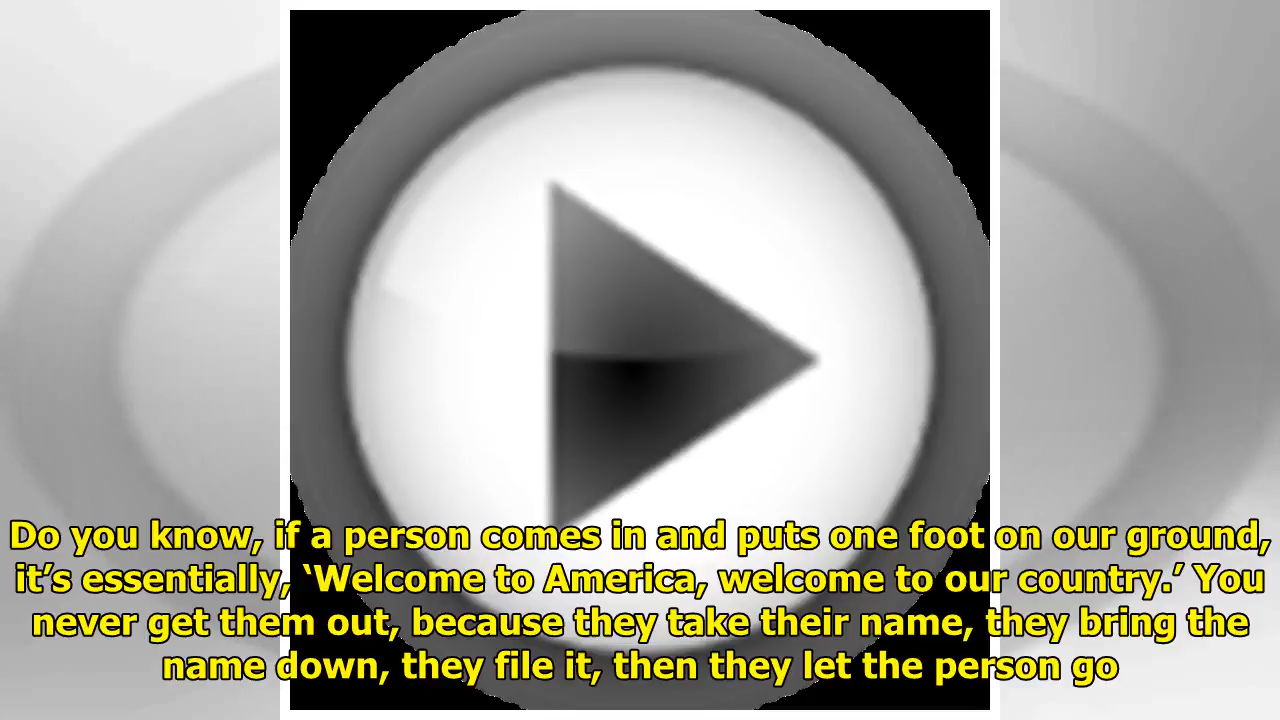 Do you know, if a person comes in and puts one foot on our ground,
it’s essentially, ‘Welcome to America, welcome to our country.’ You
never get them out, because they take their name, they bring the
name down, they file it, then they let the person go